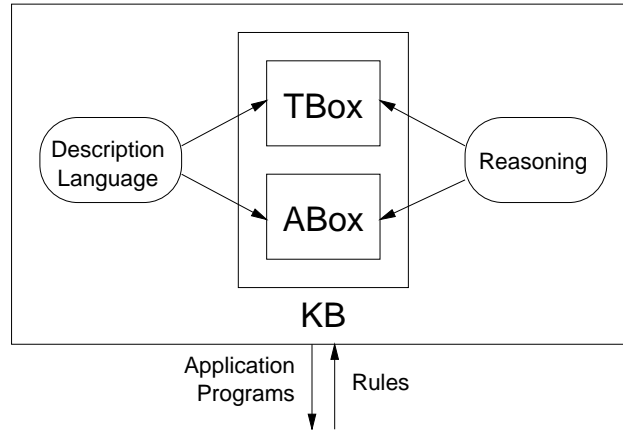 TBox
Description
Language
Reasoning
ABox
KB
Application
Programs
Rules